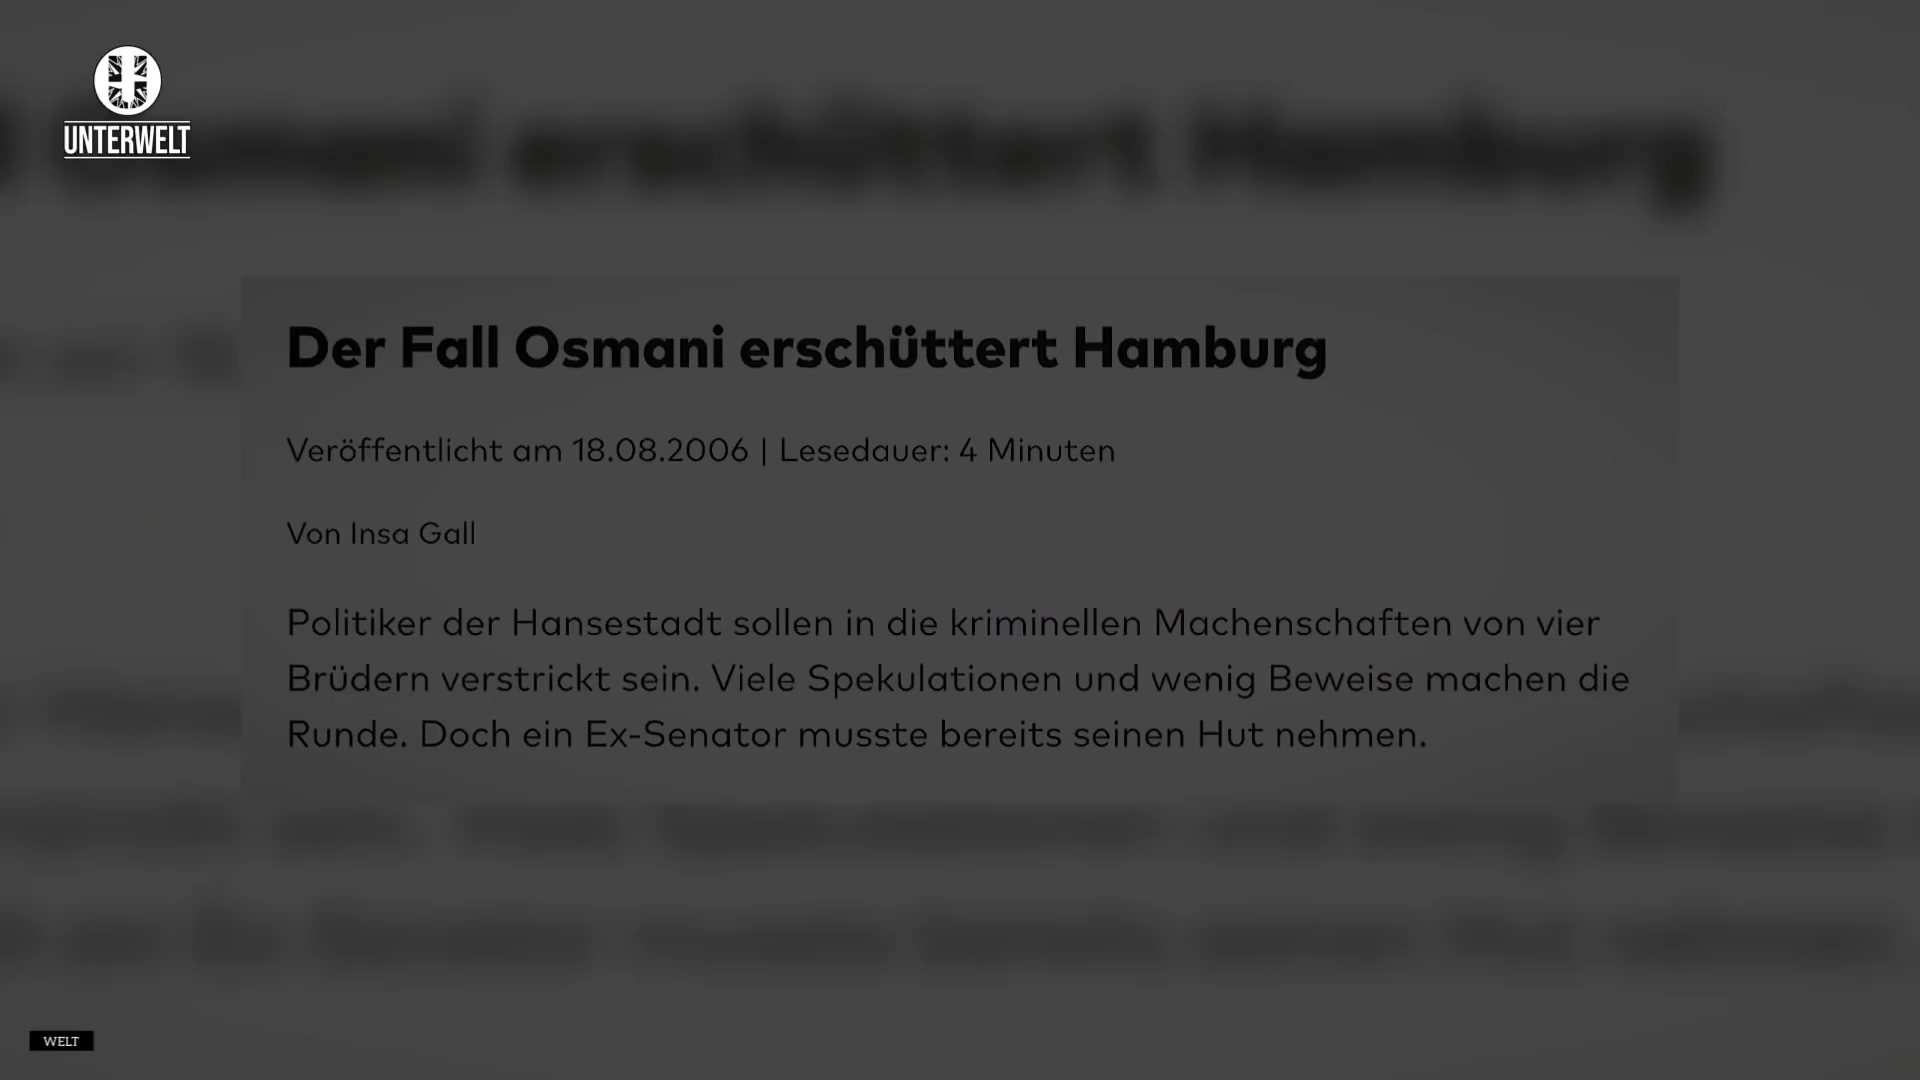 UNTERWELT
Der Fall Osmani erschüttert Hamburg
Veröffentlicht am 18.08.2006 | Lesedauer: 4 Minuten
Von Insa Gall
Politiker der Hansestadt sollen in die kriminellen Machenschaften von vier
Brüdern verstrickt sein. Viele Spekulationen und wenig Beweise machen die
Runde. Doch ein Ex-Senator musste bereits seinen Hut nehmen.
WELT